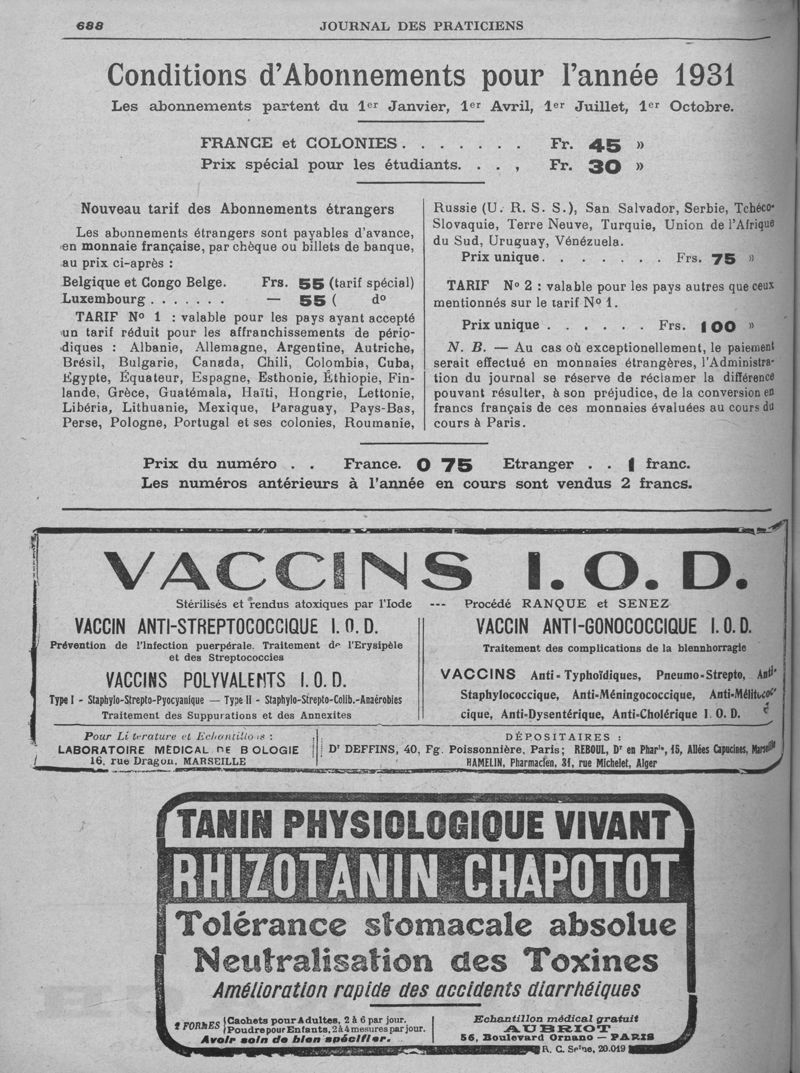 688
JOURNAL DES PRATICIENS
Conditions d'Abonnements pour l'année 1931
Les abonnements partent du 1er Janvier, 1er Avril, 1er Juillet, 1er Octobre.
FRANCE et COLONIES . . . . . . . Fr. 45 »
Prix spécial pour les étudiants. . . , Fr. 30 »
Nouveau tarif des Abonnements étrangers
Les abonnements étrangers sont payables d'avance,
en monnaie française, par chèque ou billets de banque,
au prix ci-après :
Belgique et Congo Belge. Frs. 55 (tarif spécial)
Luxembourg . . . . . . . — 55 ( do
TARIF No 1 : valable pour les pays ayant accepté
un tarif réduit pour les affranchissements de pério-
diques : Albanie, Allemagne, Argentine, Autriche,
Brésil, Bulgarie, Canada, Chili, Colombia, Cuba,
Égypte, Équateur, Espagne, Esthonie, Éthiopie, Fin-
lande, Grèce, Guatémala, Haïti, Hongrie, Lettonie,
Libéria, Lithuanie, Mexique, Paraguay, Pays-Bas,
Perse, Pologne, Portugal et ses colonies, Roumanie,
Russie (U. R. S. S.), San Salvador, Serbie, Tchéco-
Slovaquie, Terre Neuve, Turquie, Union de l'Afrique
du Sud, Uruguay, Vénézuela.
Prix unique. . . . . . . . Frs. 75 »
TARIF No 2 : valable pour les pays autres que ceux
mentionnés sur le tarif No 1.
Prix unique . . . . . . Frs. 100 »
N. B. — Au cas où exceptionellement, le paiement
serait effectué en monnaies étrangères, l'Administra-
tion du journal se réserve de réclamer la différence
pouvant résulter, à son préjudice, de la conversion en
francs français de ces monnaies évaluées au cours du
cours à Paris.
Prix du numéro . . France. 0 75 Etranger . . 1 franc.
Les numéros antérieurs à l'année en cours sont vendus 2 francs.
VACCINS I.O.D.
Stérilisés et rendus atoxiques par l'Iode --- Procédé RANQUE et SENEZ
VACCIN ANTI-STREPTOCOCCIQUE I.O.D.
Prévention de l'Infection puerpérale. Traitement de l'Erysipèle
et des Streptococcies
VACCINS POLYVALENTS I.O.D.
Type I - Staphylo-Strepto-Pyocyanique — Type II - Staphylo-Strepto-Colib.-Anaérobies
Traitement des Suppurations et des Annexites
VACCIN ANTI-GONOCOCCIQUE I.O.D.
Traitement des complications de la blennhorragie
VACCINS Anti-Typhoïdiques, Pneumo-Strepto, Anti-
Staphylococcique, Anti-Méningococcique, Anti-Mélitococ-
cique, Anti-Dysentérique, Anti-Cholérique I.O.D.
Pour Literature et Echantillons :
LABORATOIRE MÉDICAL DE BIOLOGIE
16, rue Dragon, MARSEILLE
DÉPOSITAIRES :
Dr DEFFINS, 40, Fg. Poissonnière, Paris; REBOUL, Dr en Pharie, 15, Allées Capucines, Marseille
HAMELIN, Pharmacien, 31, rue Michelet, Alger
TANIN PHYSIOLOGIQUE VIVANT
RHIZOTANIN CHAPOTOT
Tolérance stomacale absolue
Neutralisation des Toxines
Amélioration rapide des accidents diarrhéiques
2 FORMES
Cachets pour Adultes, 2 à 6 par jour.
Poudre pour Enfants, 2 à 4 mesures par jour.
Avoir soin de bien spécifier.
Echantillon médical gratuit
AUBRIOT
56, Boulevard Ornano — PARIS
R. C. Seine, 20.019